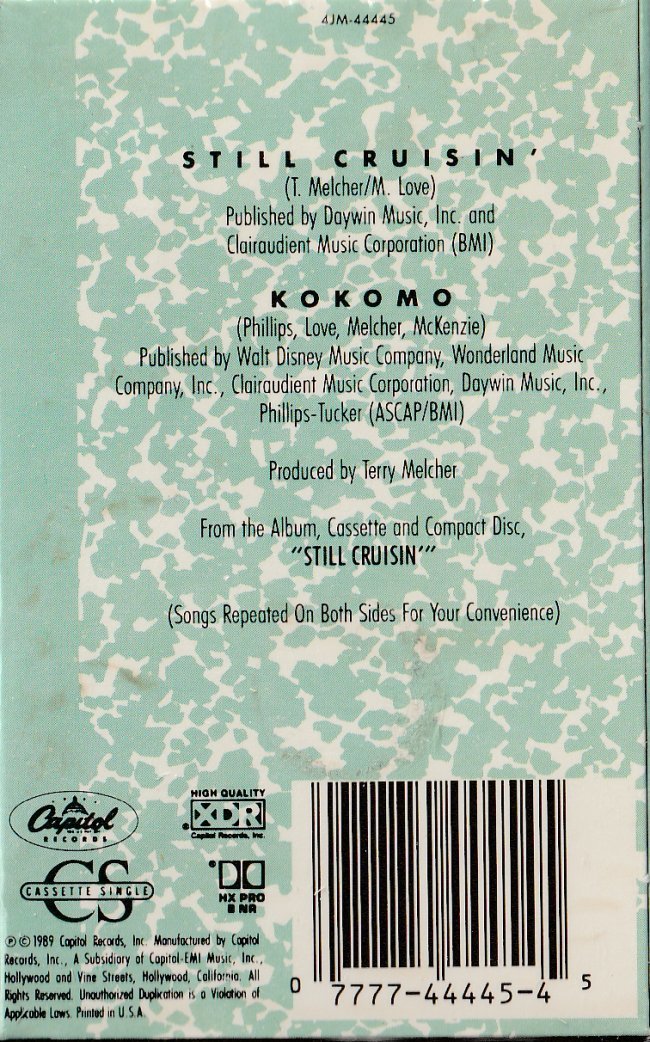 4JM-44445
STILL CRUISIN'
(T. Melcher/M. Love)
Published by Daywin Music, Inc. and
Clairaudient Music Corporation (BMI)
KOKOMO
(Phillips, Love, Melcher, McKenzie)
Published by Walt Disney Music Company, Wonderland Music
Company, Inc., Clairaudient Music Corporation, Daywin Music, Inc.,
Phillips-Tucker (ASCAP/BMI)
Produced by Terry Melcher
From the Album, Cassette and Compact Disc,
"STILL CRUISIN'"
(Songs Repeated On Both Sides For Your Convenience)
Capitol
RECORDS
HIGH QUALITY
XDR
®Capitol Records, Inc.
CS
CASSETTE SINGLE
HX PRO
B NR
℗ © 1989 Capitol Records, Inc. Manufactured by Capitol
Records, Inc., A Subsidiary of Capitol-EMI Music, Inc.,
Hollywood and Vine Streets, Hollywood, California. All
Rights Reserved. Unauthorized Duplication is a Violation of
Applicable Laws. Printed in U.S.A.
0 7777-44445-4 5